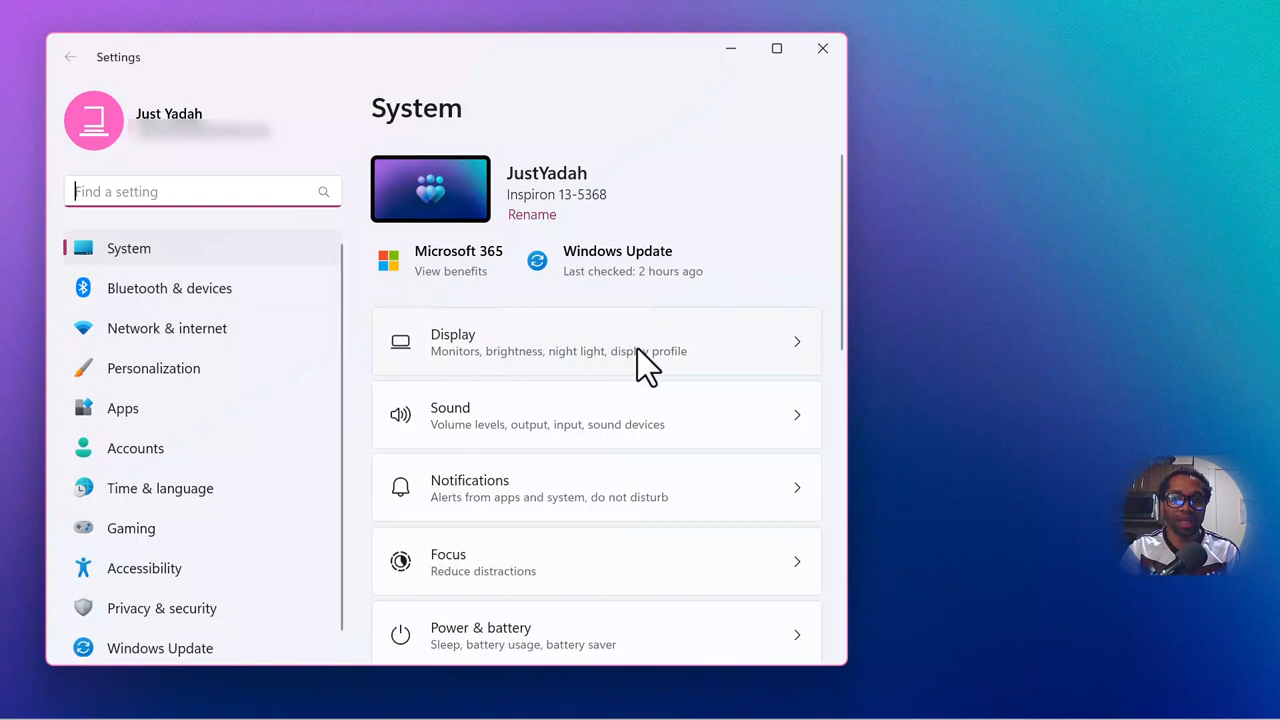 Settings
Just Yadah
Find a setting
System
Bluetooth & devices
Network & internet
Personalization
Apps
Accounts
Time & language
Gaming
Accessibility
Privacy & security
Windows Update
System
JustYadah
Inspiron 13-5368
Rename
Microsoft 365
View benefits
Windows Update
Last checked: 2 hours ago
Display
Monitors, brightness, night light, display profile
Sound
Volume levels, output, input, sound devices
Notifications
Alerts from apps and system, do not disturb
Focus
Reduce distractions
Power & battery
Sleep, battery usage, battery saver